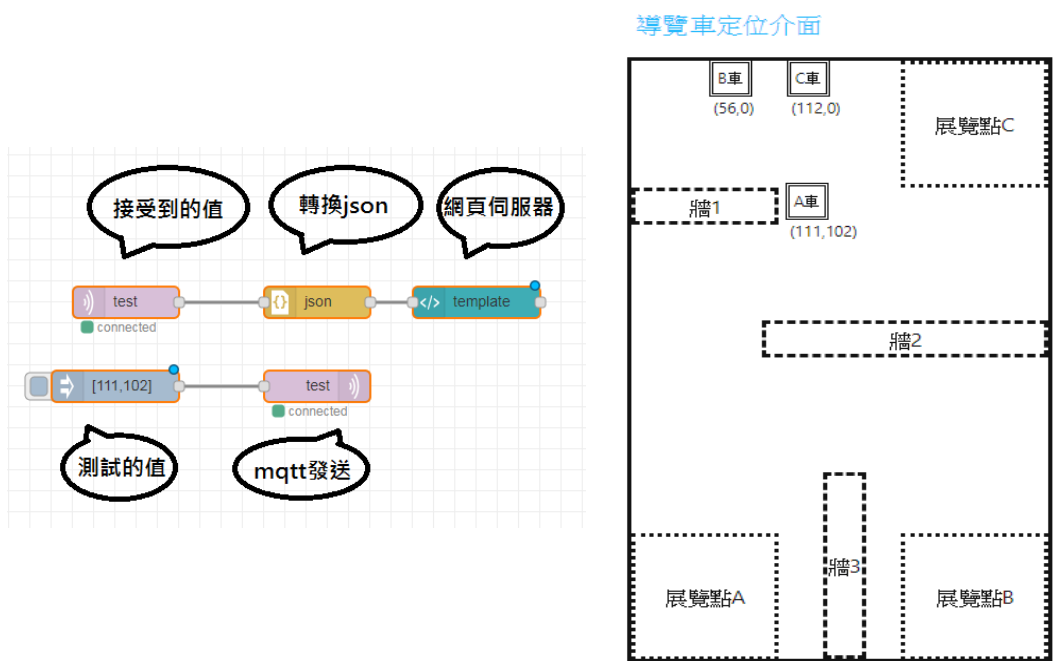 導覽車定位介面
接受到的值
轉換json
網頁伺服器
test
json
template
connected
[111,102]
test
connected
測試的值
mqtt發送
B車
C車
(56,0)
(112,0)
展覽點C
牆1
A車
(111,102)
牆2
牆3
展覽點A
展覽點B